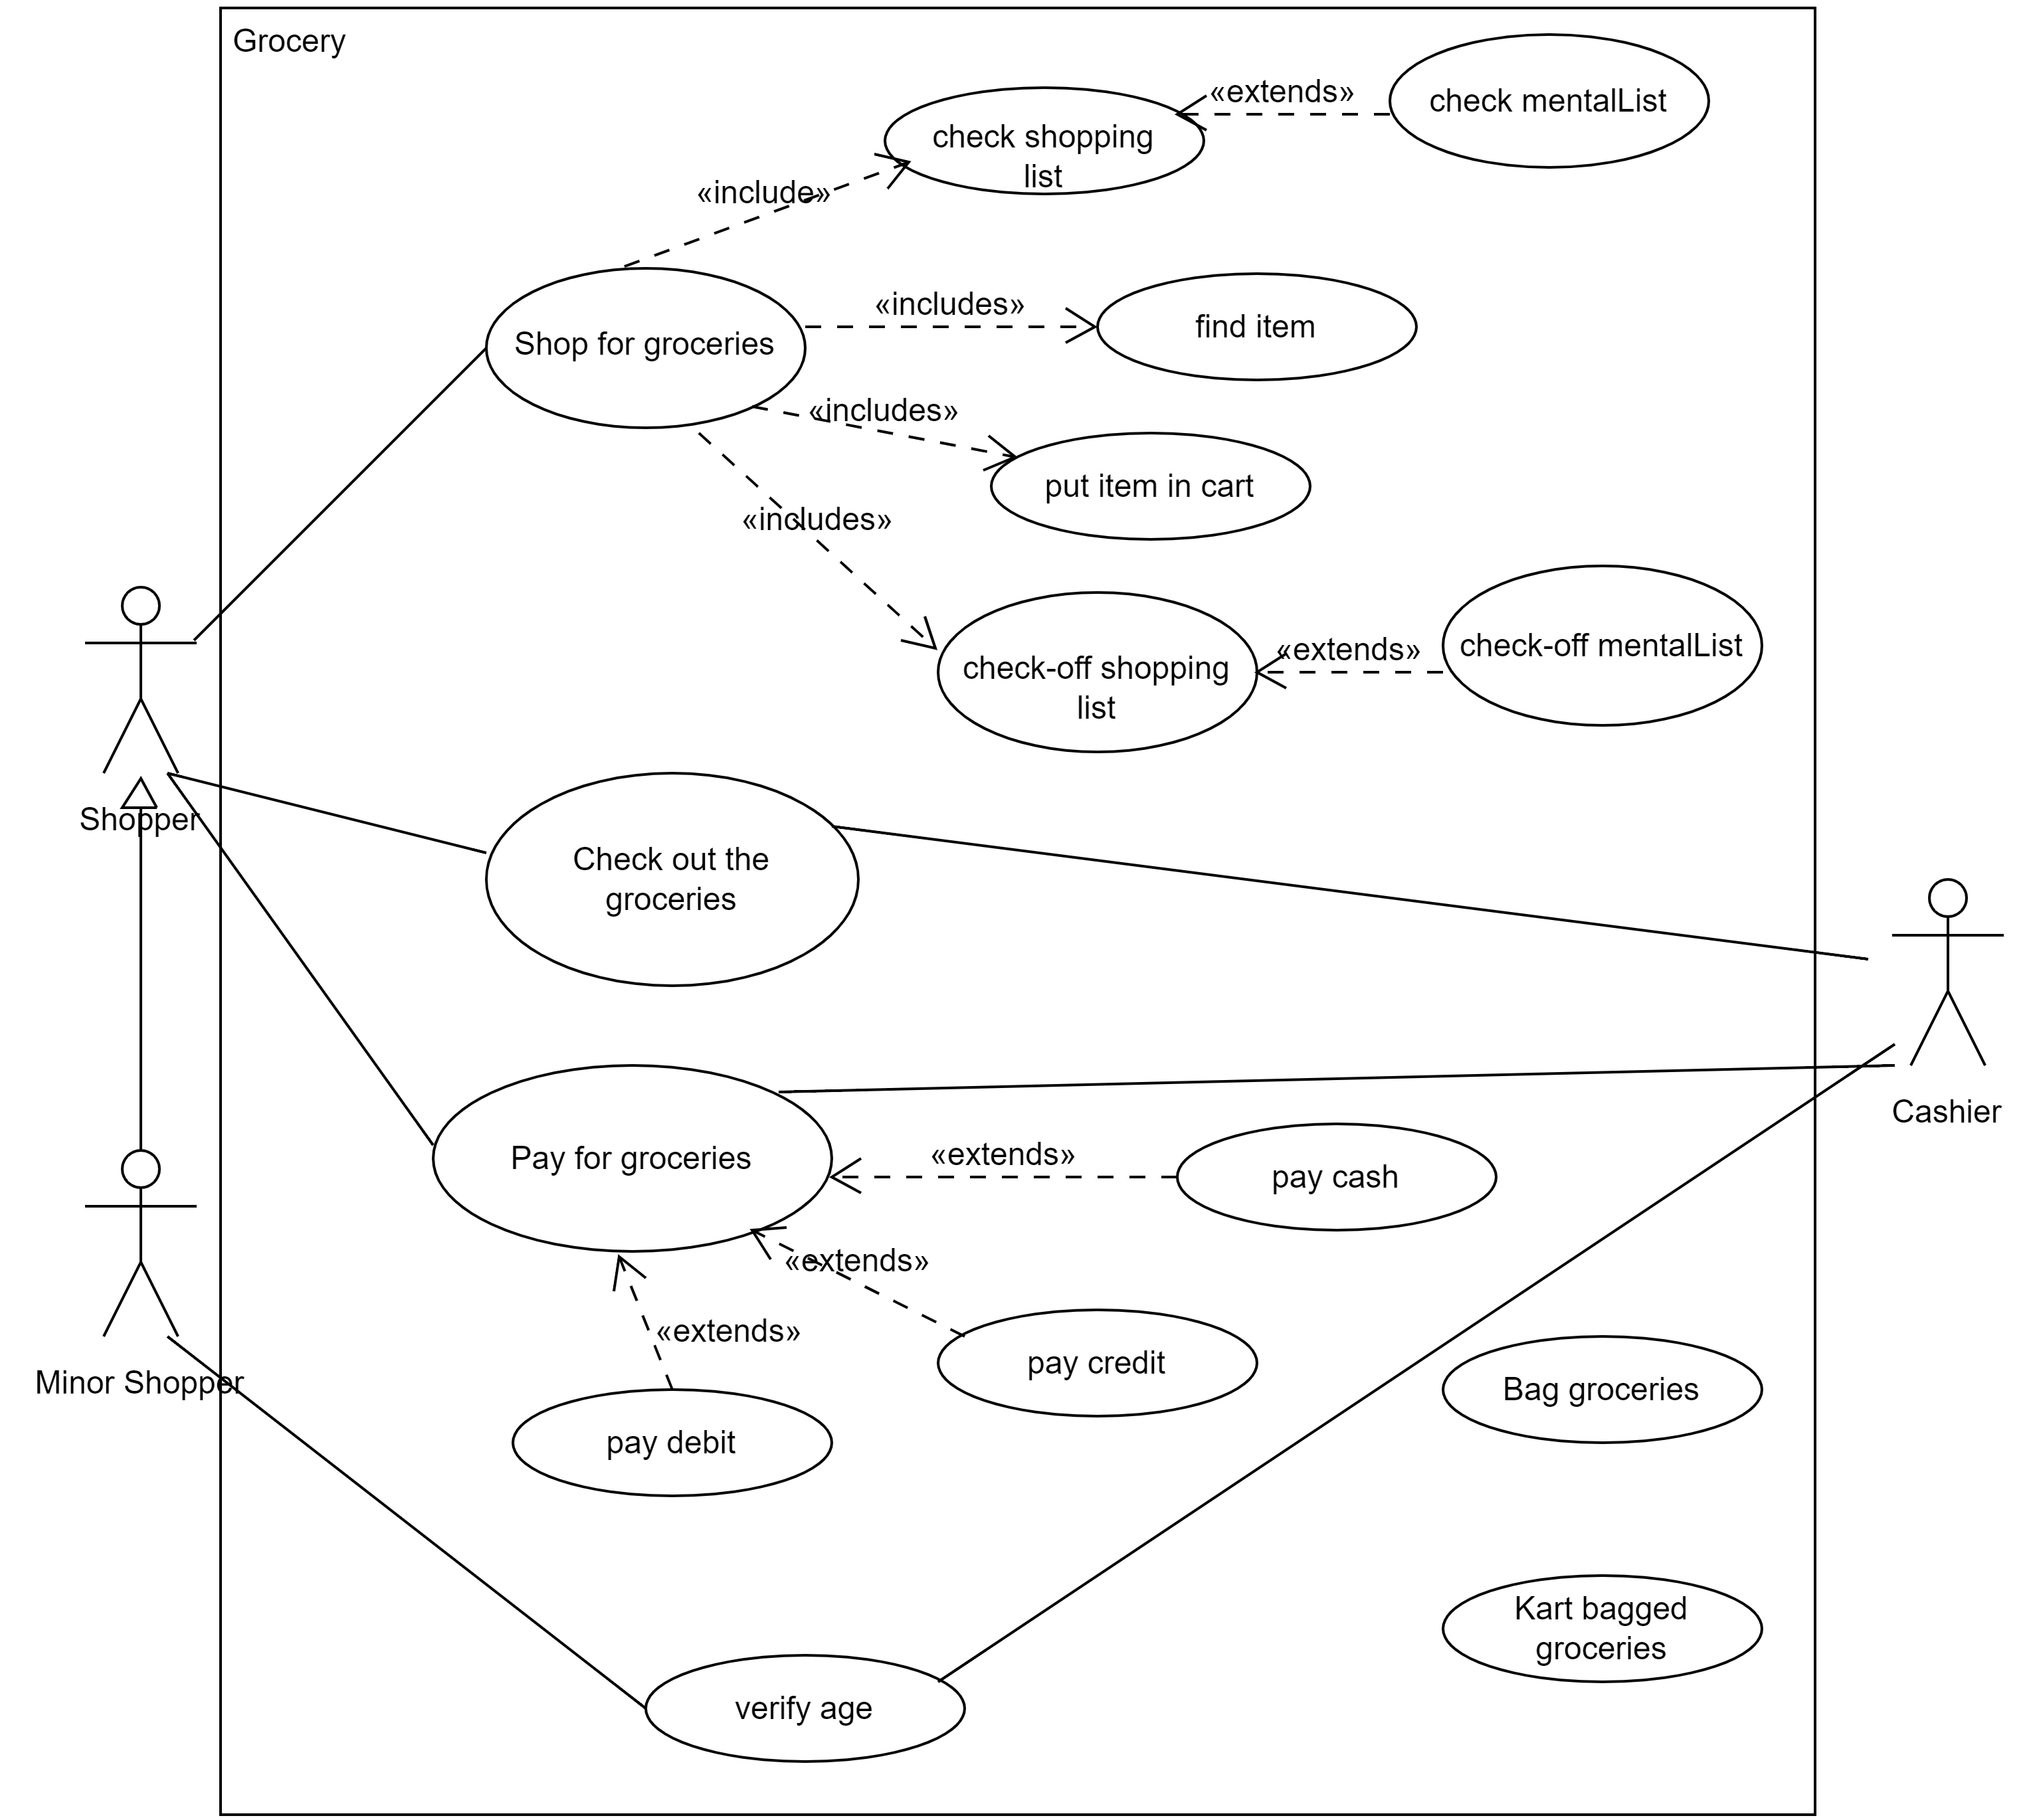 Grocery
«extends»
check mentalList
check shopping
list
«include»
«includes»
find item
Shop for groceries
«includes»
put item in cart
«includes»
check-off mentalList
«extends»
check-off shopping
list
Shopper
Check out the
groceries
Cashier
Pay for groceries
«extends»
pay cash
«extends»
«extends»
pay credit
Minor Shopper
Bag groceries
pay debit
Kart bagged
groceries
verify age